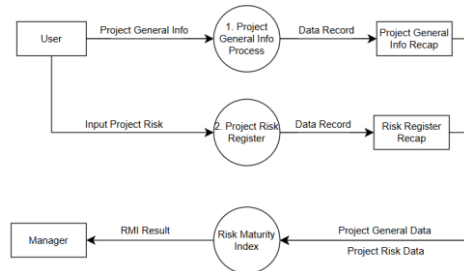 User
Project General Info
1. Project
General Info
Process
Data Record
Project General
Info Recap
Input Project Risk
2. Project Risk
Register
Data Record
Risk Register
Recap
Manager
RMI Result
Risk Maturity
Index
Project General Data
Project Risk Data